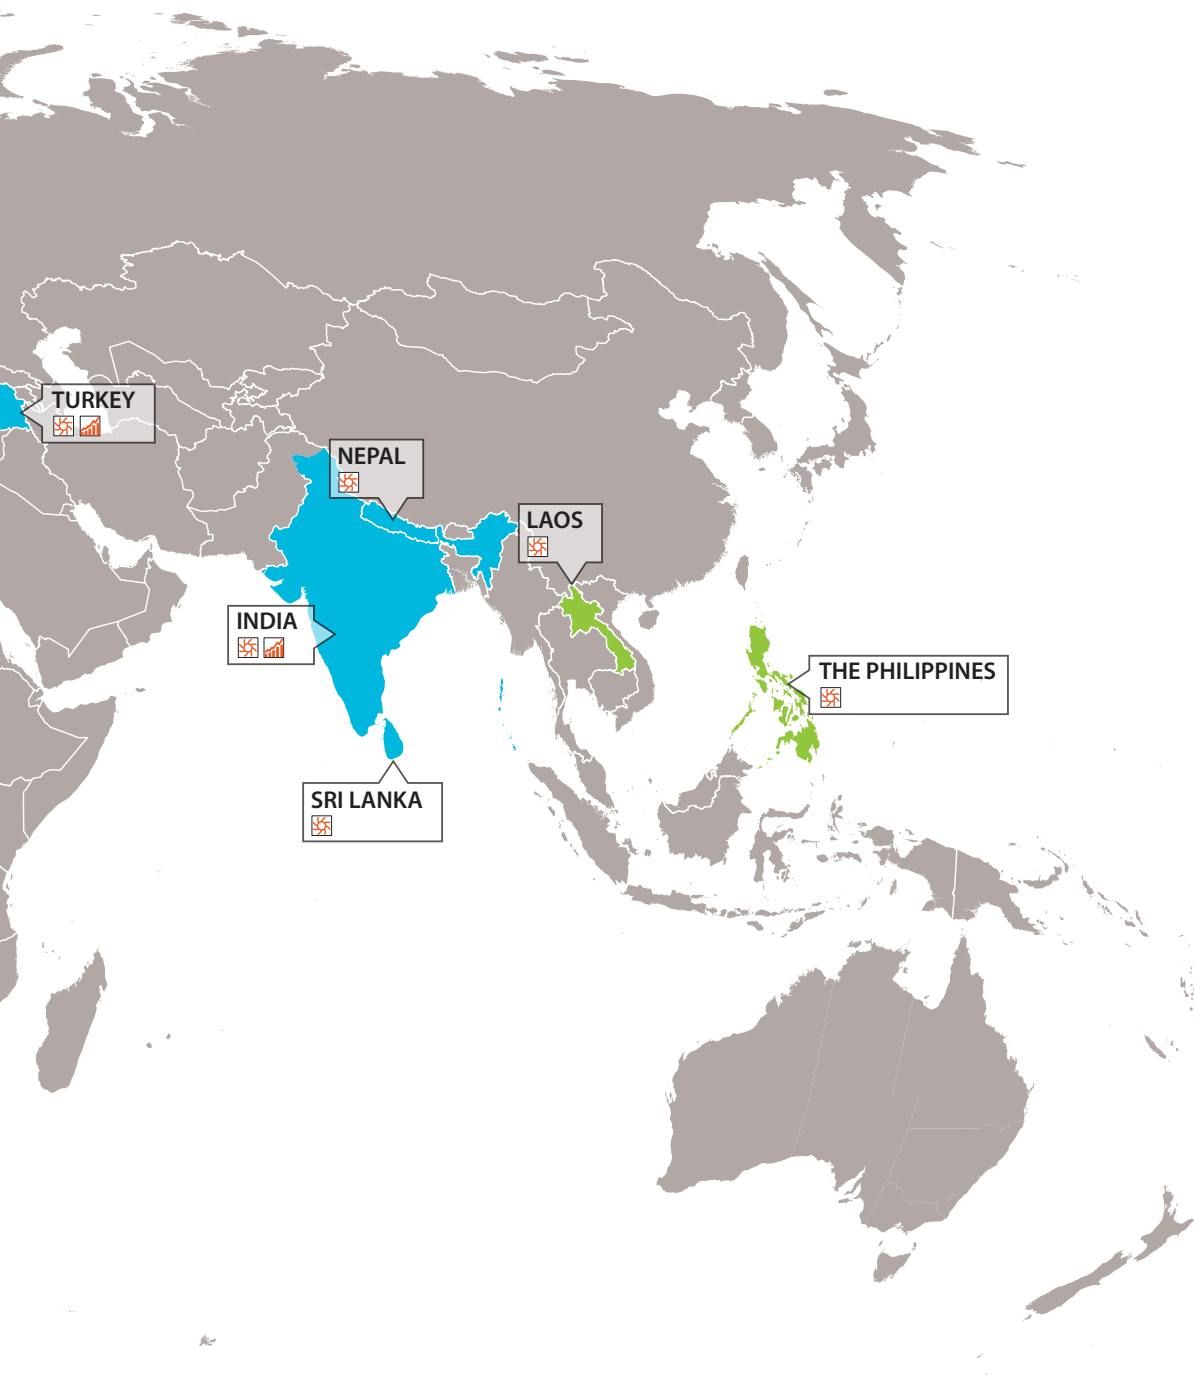 TURKEY
NEPAL
LAOS
INDIA
THE PHILIPPINES
SRI LANKA